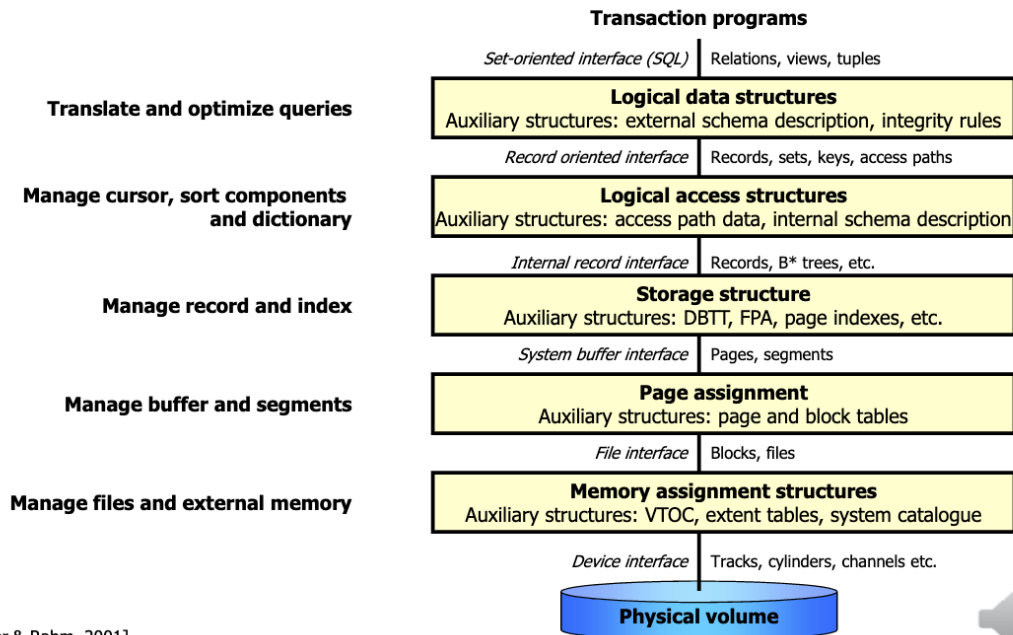 Transaction programs
Set-oriented interface (SQL) Relations, views, tuples
Translate and optimize queries
Logical data structures
Auxiliary structures: external schema description, integrity rules
Record oriented interface Records, sets, keys, access paths
Manage cursor, sort components
and dictionary
Logical access structures
Auxiliary structures: access path data, internal schema description
Internal record interface Records, B* trees, etc.
Manage record and index
Storage structure
Auxiliary structures: DBTT, FPA, page indexes, etc.
System buffer interface Pages, segments
Manage buffer and segments
Page assignment
Auxiliary structures: page and block tables
File interface Blocks, files
Manage files and external memory
Memory assignment structures
Auxiliary structures: VTOC, extent tables, system catalogue
Device interface Tracks, cylinders, channels etc.
Physical volume
2001]